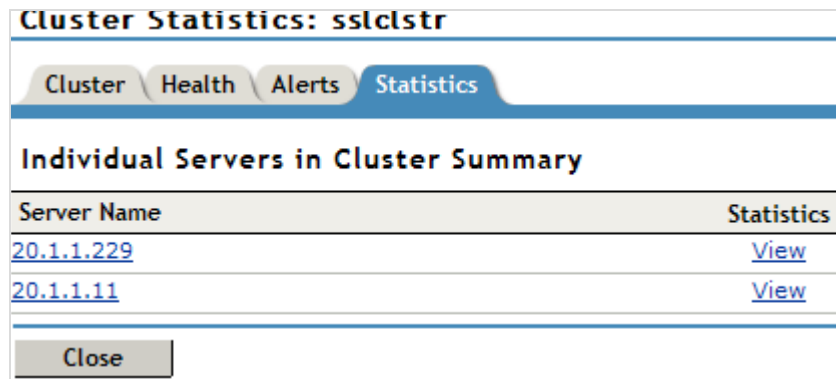 Cluster Statistics: sslclstr
Cluster Health Alerts Statistics
Individual Servers in Cluster Summary
Server Name Statistics
20.1.1.229 View
20.1.1.11 View
Close